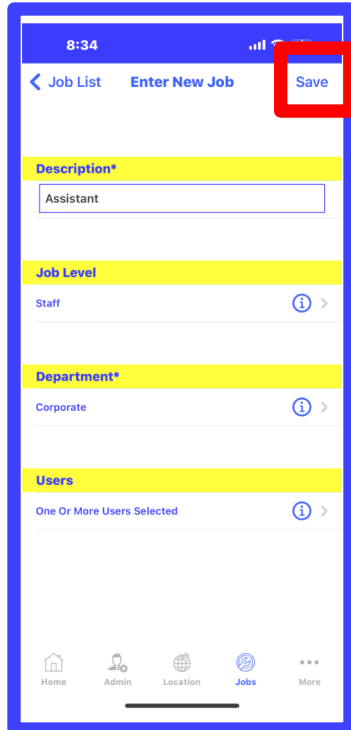 8:34
Job List Enter New Job Save
Description*
Assistant
Job Level
Staff
Department*
Corporate
Users
One Or More Users Selected
Home Admin Location Jobs More